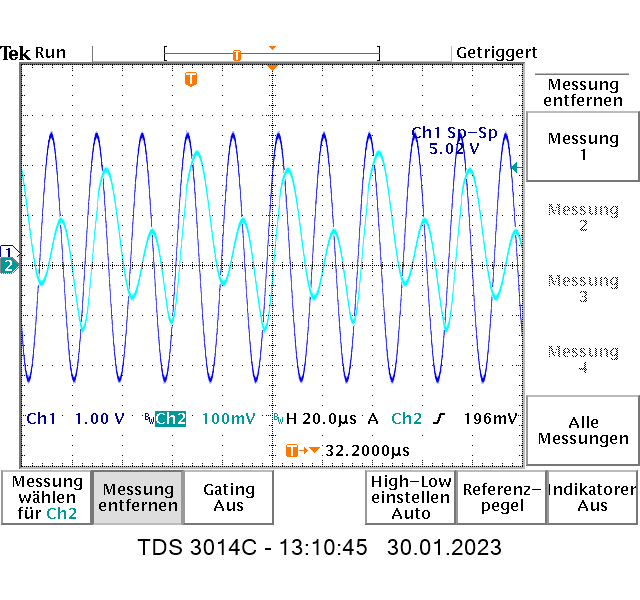 Tek Run
Getriggert
Messung
entfernen
Ch1 Sp-Sp
5.02 V
Messung
1
Messung
2
Messung
3
Messung
4
Alle
Messungen
1
2
T
T
Ch1 1.00 V BW Ch2 100mV BW H 20.0µs A Ch2 196mV
T 32.2000µs
Messung
wählen
für Ch2
Messung
entfernen
Gating
Aus
High-Low
einstellen
Auto
Referenz-
pegel
Indikatoren
Aus
TDS 3014C - 13:10:45 30.01.2023